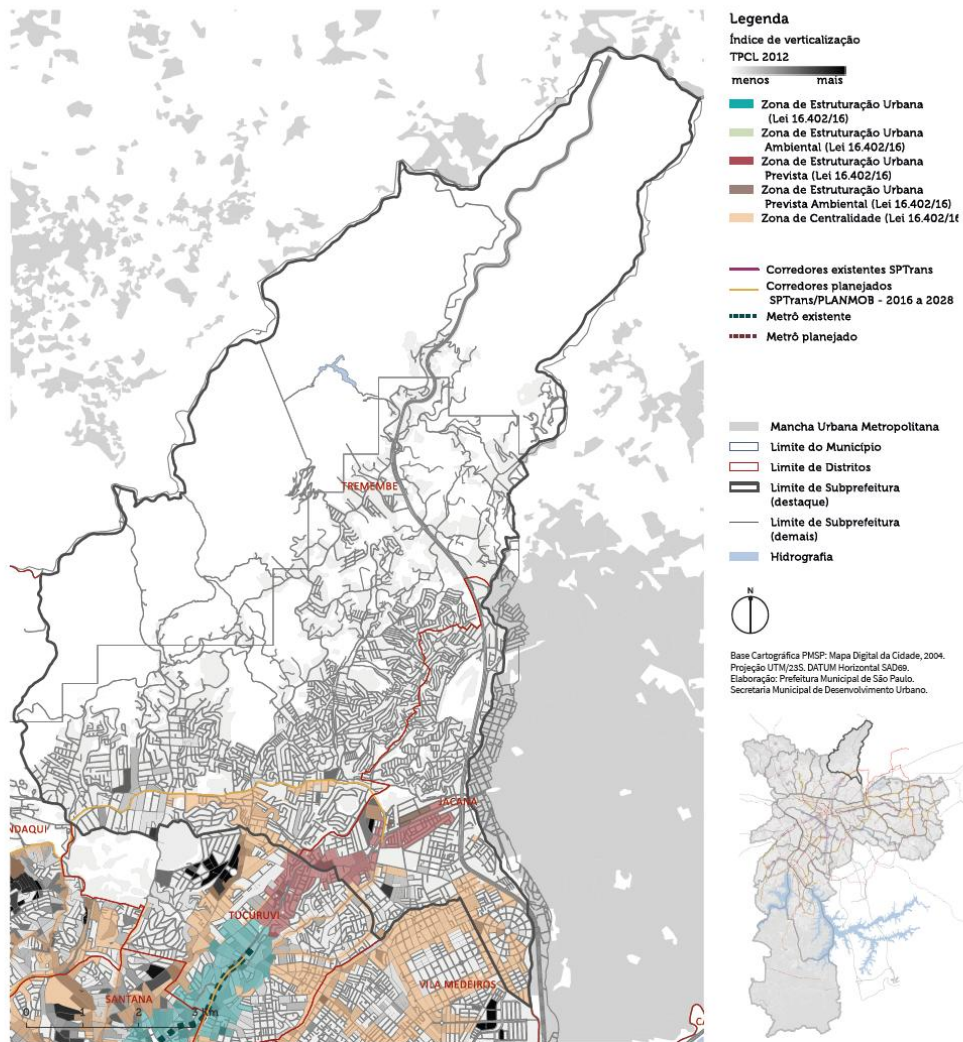 Legenda
Índice de verticalização
TPCL 2012
menos mais
Zona de Estruturação Urbana
(Lei 16.402/16)
Zona de Estruturação Urbana
Ambiental (Lei 16.402/16)
Zona de Estruturação Urbana
Prevista (Lei 16.402/16)
Zona de Estruturação Urbana
Prevista Ambiental (Lei 16.402/16)
Zona de Centralidade (Lei 16.402/16
Corredores existentes SPTrans
Corredores planejados
SPTrans/PLANMOB - 2016 a 2028
Metrô existente
Metrô planejado
Mancha Urbana Metropolitana
Limite do Município
Limite de Distritos
Limite de Subprefeitura
(destaque)
Limite de Subprefeitura
(demais)
Hidrografia
N
Base Cartográfica PMSP: Mapa Digital da Cidade, 2004.
Projeção UTM/23S. DATUM Horizontal SAD69.
Elaboração: Prefeitura Municipal de São Paulo.
Secretaria Municipal de Desenvolvimento Urbano.
TREMEMBE
JACANA
NDAQUI
TUCURUVI
SANTANA
VILA MEDEIROS
0 1 2 3 Km